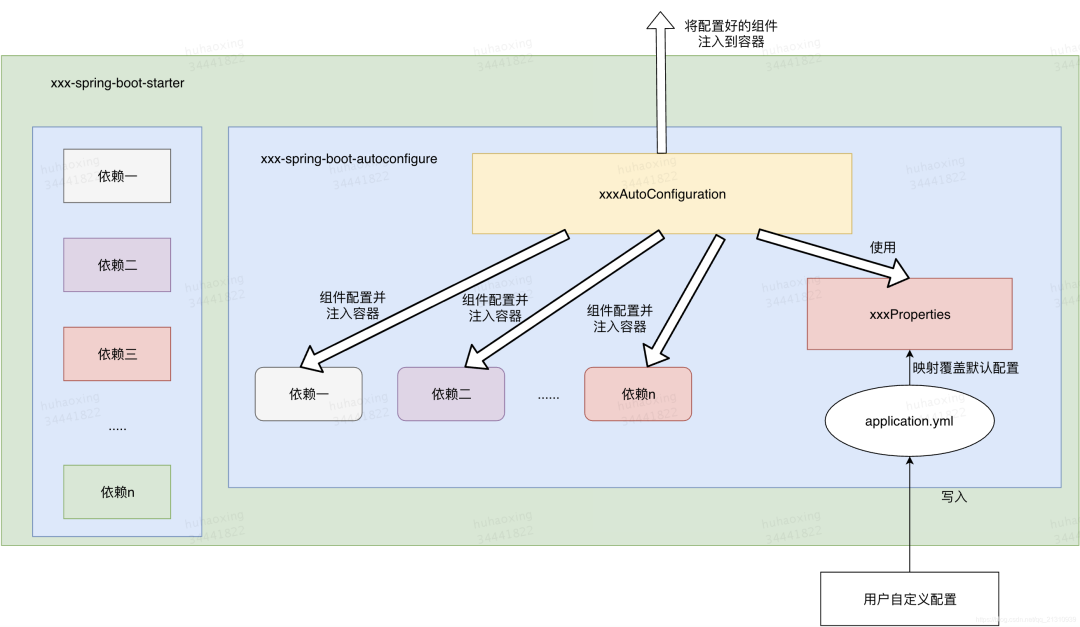 将配置好的组件
注入到容器
xxx-spring-boot-starter
依赖一
依赖二
依赖三
.....
依赖n
xxx-spring-boot-autoconfigure
xxxAutoConfiguration
使用
组件配置并
注入容器
组件配置并
注入容器
组件配置并
注入容器
xxxProperties
映射覆盖默认配置
依赖一
依赖二
......
依赖n
application.yml
写入
用户自定义配置
huhaoxing
34441822